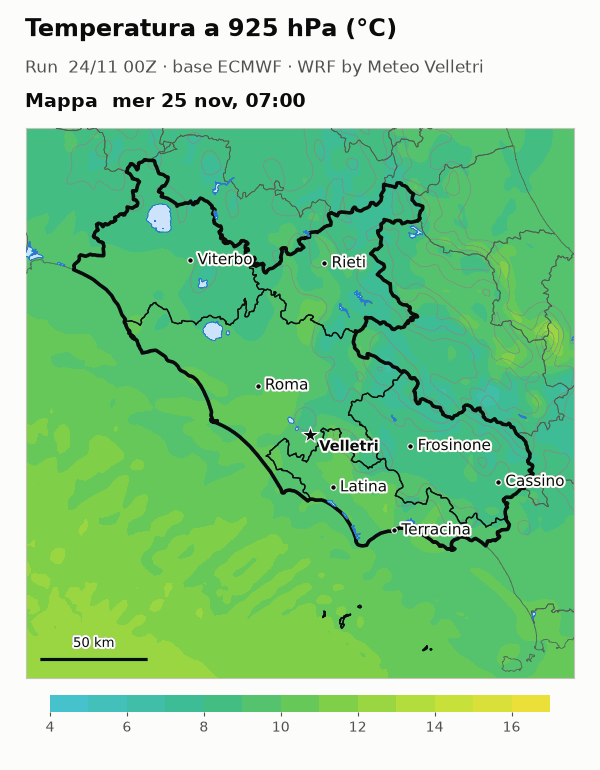 Temperatura a 925 hPa (°C)
Run  24/11 00Z · base ECMWF · WRF by Meteo Velletri
Mappa  mer 25 nov, 07:00
Viterbo
Rieti
Roma
Velletri
Frosinone
Cassino
Latina
Terracina
50 km
4 6 8 10 12 14 16